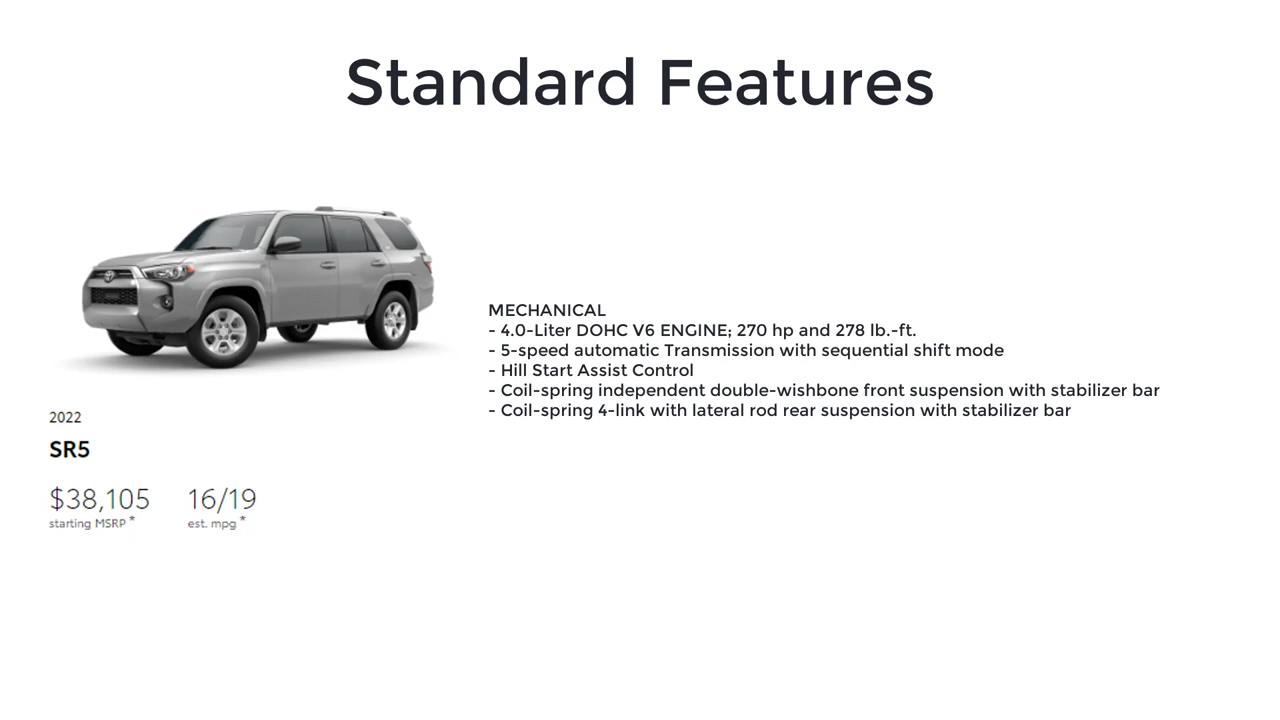 Standard Features
2022
SR5
$38,105 16/19
starting MSRP * est. mpg *
MECHANICAL
- 4.0-Liter DOHC V6 ENGINE; 270 hp and 278 lb.-ft.
- 5-speed automatic Transmission with sequential shift mode
- Hill Start Assist Control
- Coil-spring independent double-wishbone front suspension with stabilizer bar
- Coil-spring 4-link with lateral rod rear suspension with stabilizer bar